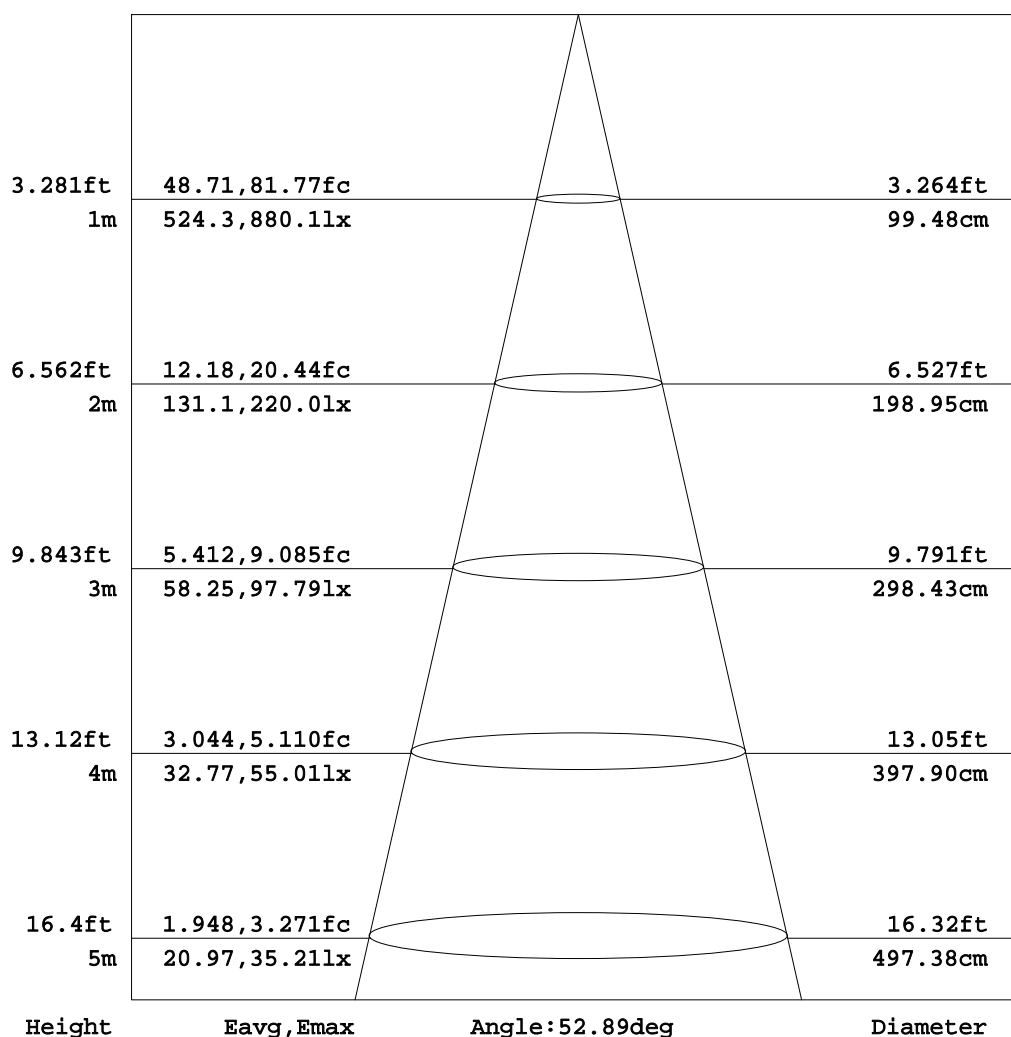 3.281ft 48.71,81.77fc 3.264ft
1m 524.3,880.1lx 99.48cm
6.562ft 12.18,20.44fc 6.527ft
2m 131.1,220.0lx 198.95cm
9.843ft 5.412,9.085fc 9.791ft
3m 58.25,97.79lx 298.43cm
13.12ft 3.044,5.110fc 13.05ft
4m 32.77,55.01lx 397.90cm
16.4ft 1.948,3.271fc 16.32ft
5m 20.97,35.21lx 497.38cm
Height Eavg,Emax Angle:52.89deg Diameter